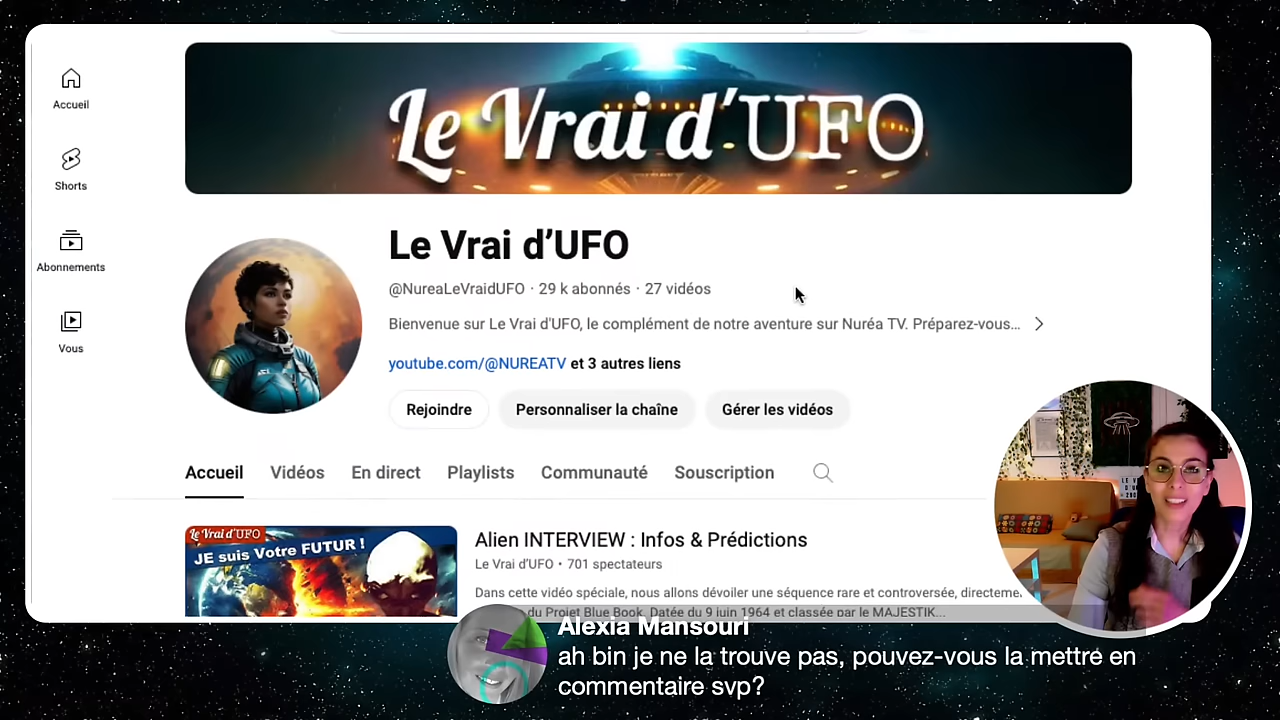 Le Vrai d'UFO
Accueil
Shorts
Abonnements
Vous
Le Vrai d’UFO
@NureaLeVraidUFO · 29 k abonnés · 27 vidéos
Bienvenue sur Le Vrai d'UFO, le complément de notre aventure sur Nuréa TV. Préparez-vous...
youtube.com/@NUREATV et 3 autres liens
Rejoindre
Personnaliser la chaîne
Gérer les vidéos
Accueil
Vidéos
En direct
Playlists
Communauté
Souscription
Le Vrai d'UFO
JE suis Votre FUTUR !
Alien INTERVIEW : Infos & Prédictions
Le Vrai d’UFO • 701 spectateurs
Dans cette vidéo spéciale, nous allons dévoiler une séquence rare et controversée,
du Projet Blue Book. Datée du 9 juin 1964 et classée par le MAJESTIK...
Alexia Mansouri
ah bin je ne la trouve pas, pouvez-vous la mettre en
commentaire svp?